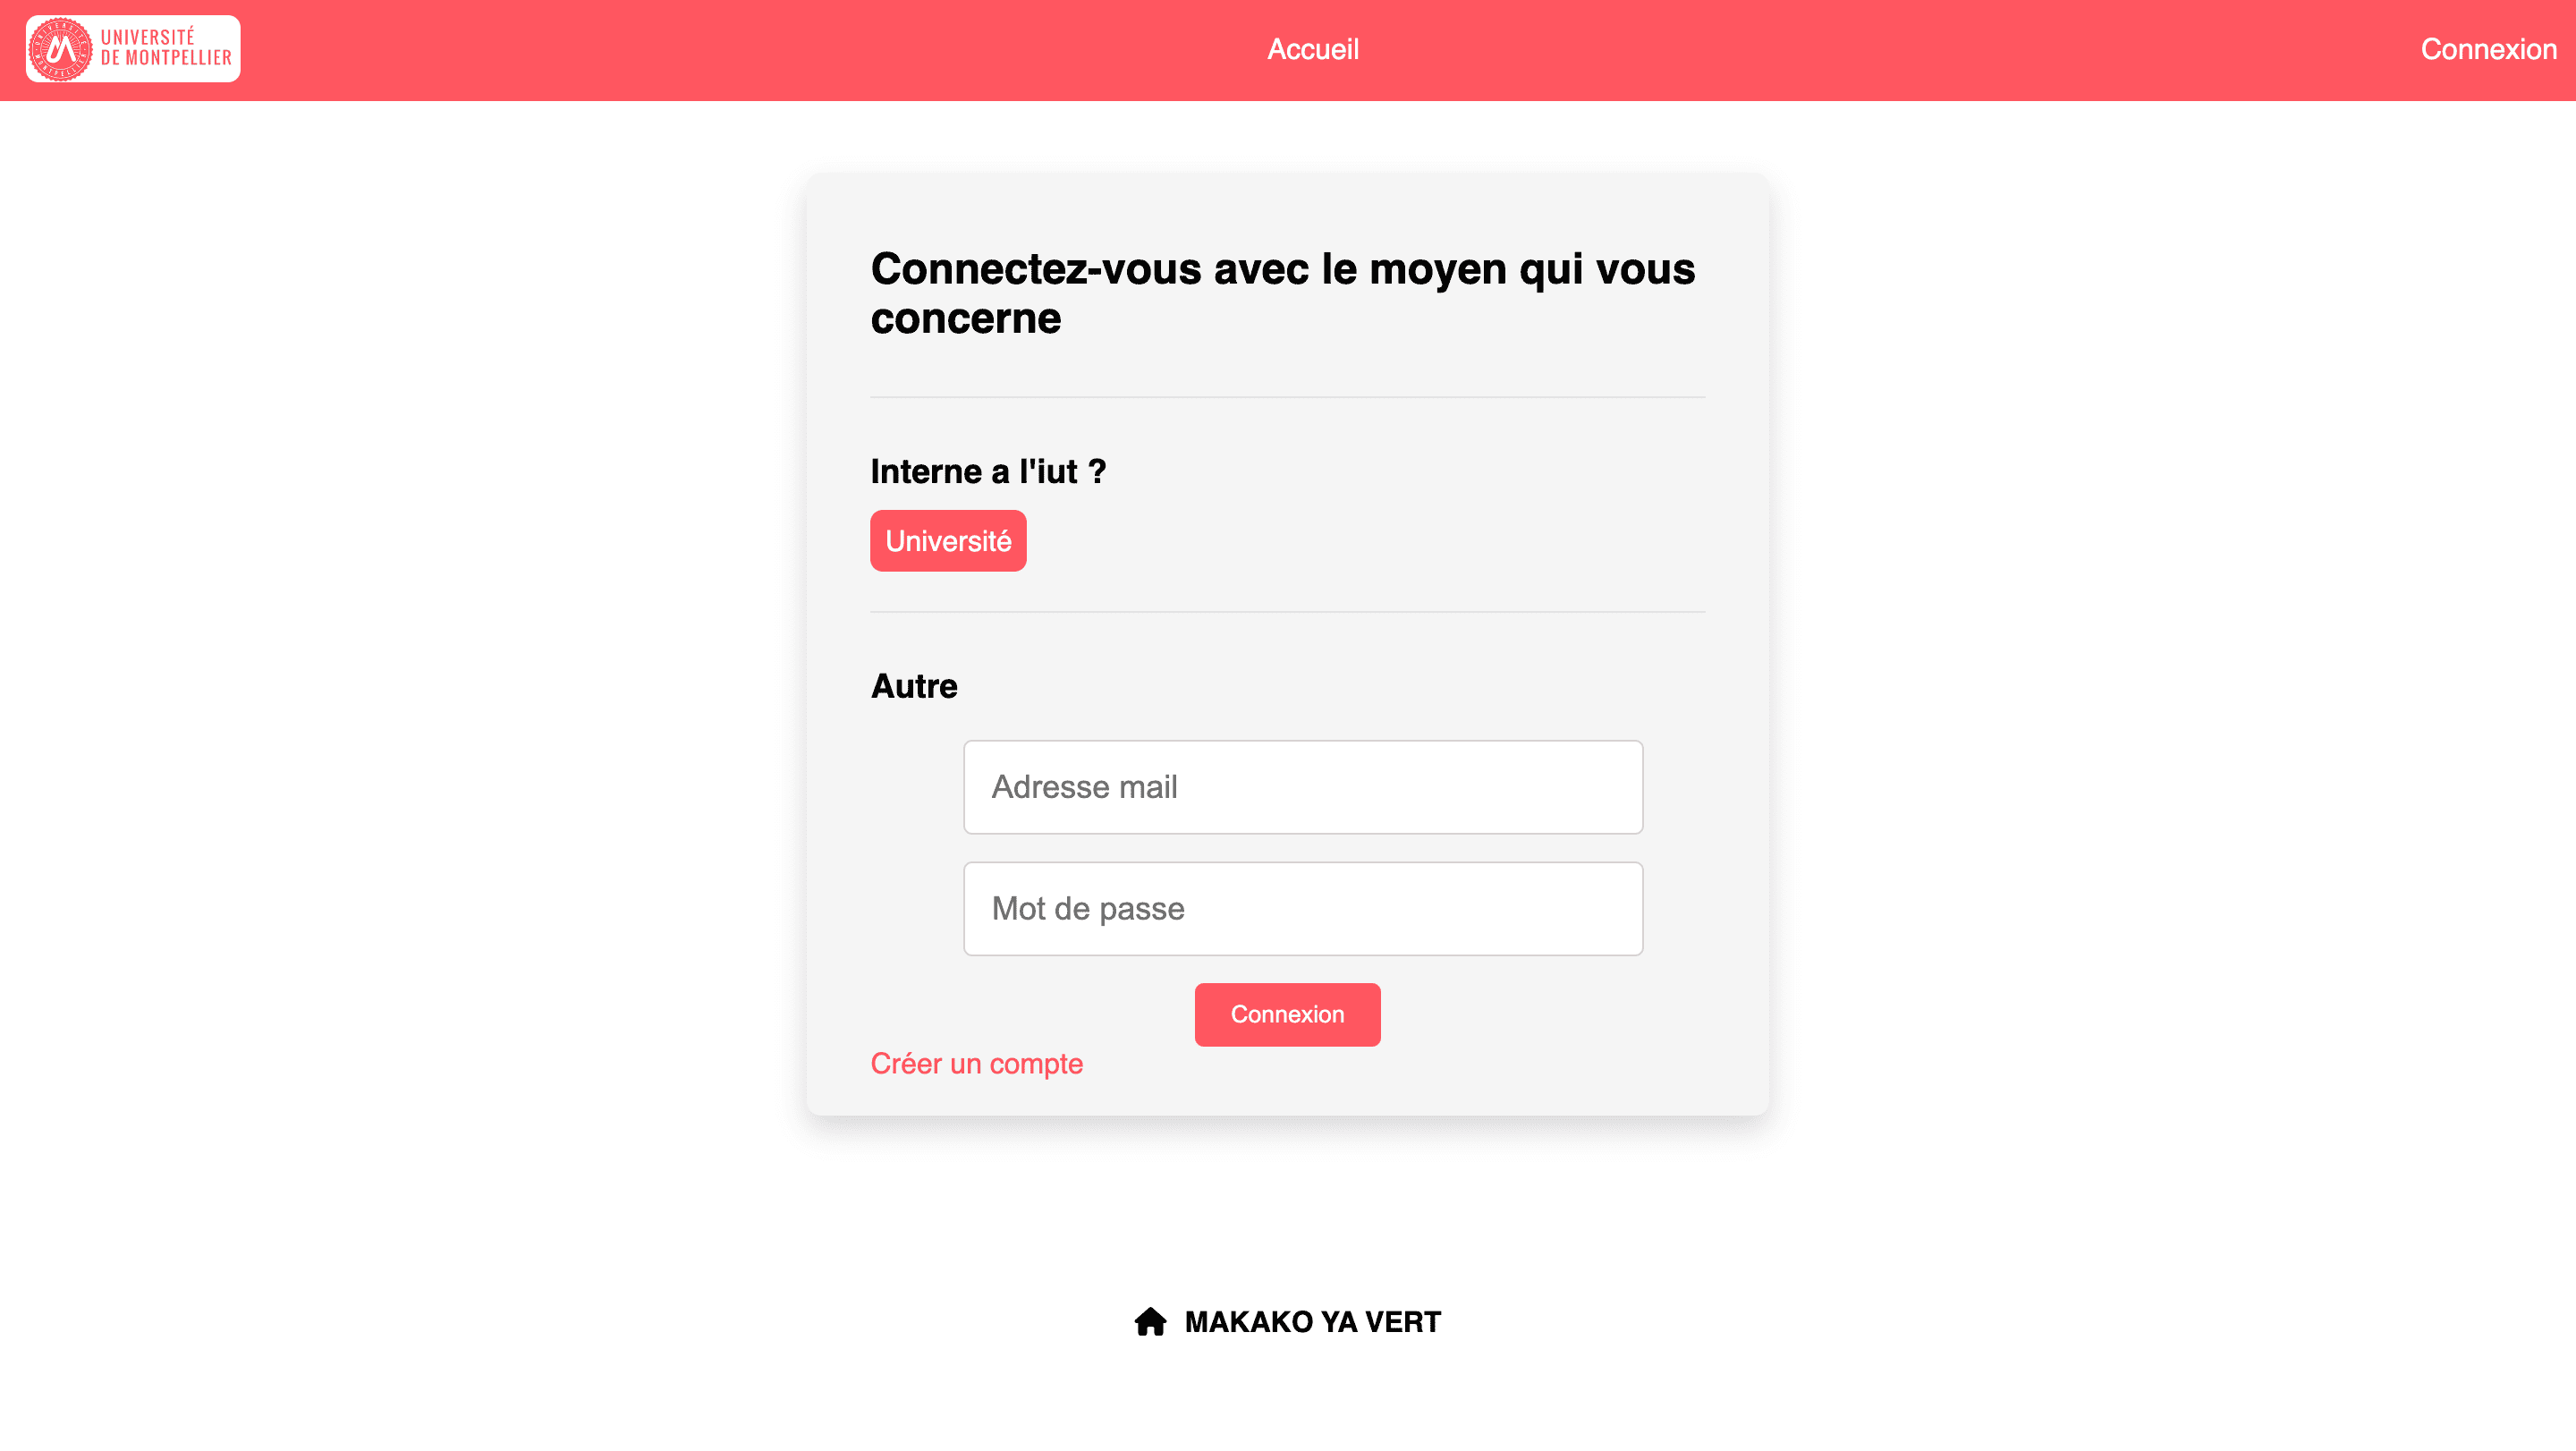 UNIVERSITÉ
DE MONTPELLIER
Accueil
Connexion
Connectez-vous avec le moyen qui vous
concerne
Interne a l'iut ?
Université
Autre
Adresse mail
Mot de passe
Connexion
Créer un compte
MAKAKO YA VERT